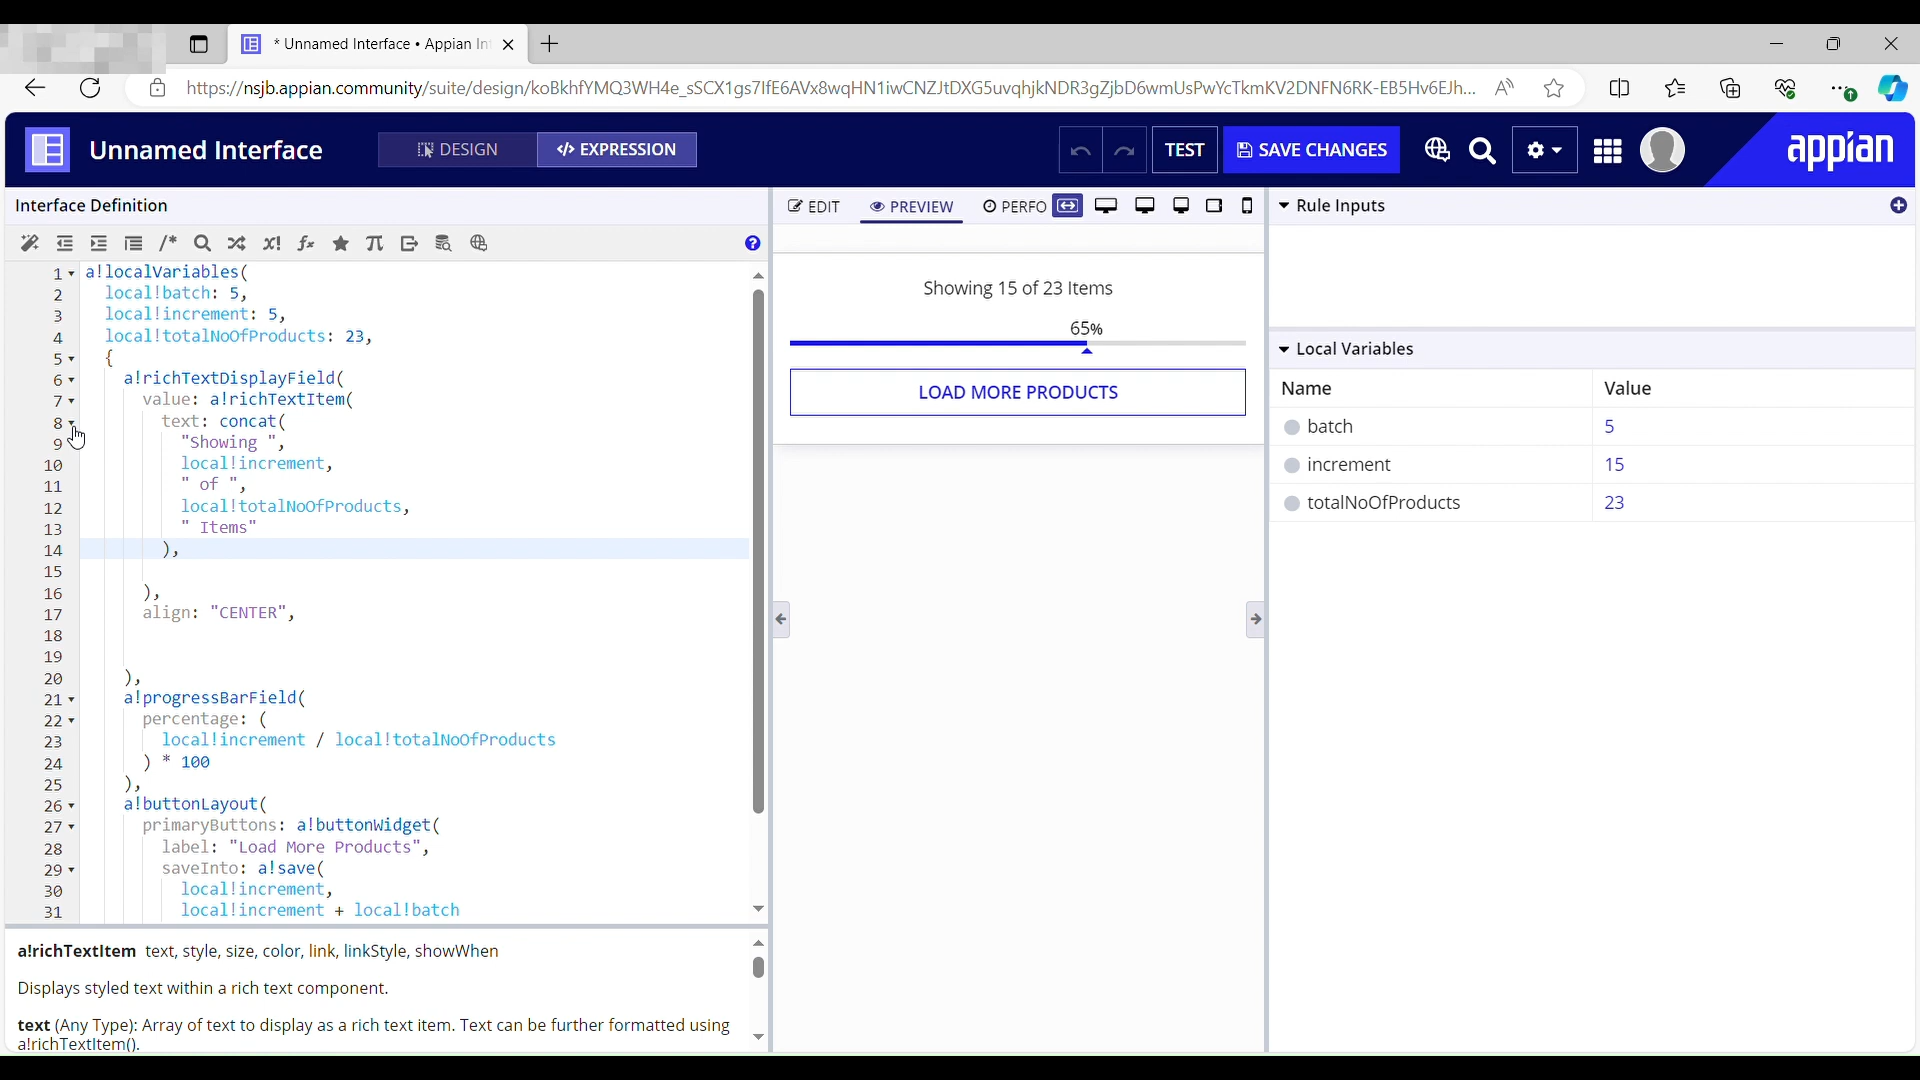 * Unnamed Interface • Appian In
https://nsjb.appian.community/suite/design/koBkhfYMQ3WH4e_sSCX1gs7IfE6AVx8wqHN1iwCNZJtDXG5uvqhjkNDR3gZjbD6wmUsPwYcTkmKV2DNFN6RK-EB5Hv6EJh...
Unnamed Interface
DESIGN
</> EXPRESSION
TEST
SAVE CHANGES
appian
Interface Definition
EDIT
PREVIEW
PERFO
Rule Inputs
1 a!localVariables(
2 local!batch: 5,
3 local!increment: 5,
4 local!totalNoOfProducts: 23,
5 {
6 a!richTextDisplayField(
7 value: a!richTextItem(
8 text: concat(
9 "Showing ",
10 local!increment,
11 " of ",
12 local!totalNoOfProducts,
13 " Items"
14 ),
15
16 ),
17 align: "CENTER",
18
19
20 ),
21 a!progressBarField(
22 percentage: (
23 local!increment / local!totalNoOfProducts
24 ) * 100
25 ),
26 a!buttonLayout(
27 primaryButtons: a!buttonWidget(
28 label: "Load More Products",
29 saveInto: a!save(
30 local!increment,
31 local!increment + local!batch
a!richTextItem text, style, size, color, link, linkStyle, showWhen
Displays styled text within a rich text component.
text (Any Type): Array of text to display as a rich text item. Text can be further formatted using
a!richTextItem().
Showing 15 of 23 Items
65%
LOAD MORE PRODUCTS
Local Variables
Name Value
batch 5
increment 15
totalNoOfProducts 23